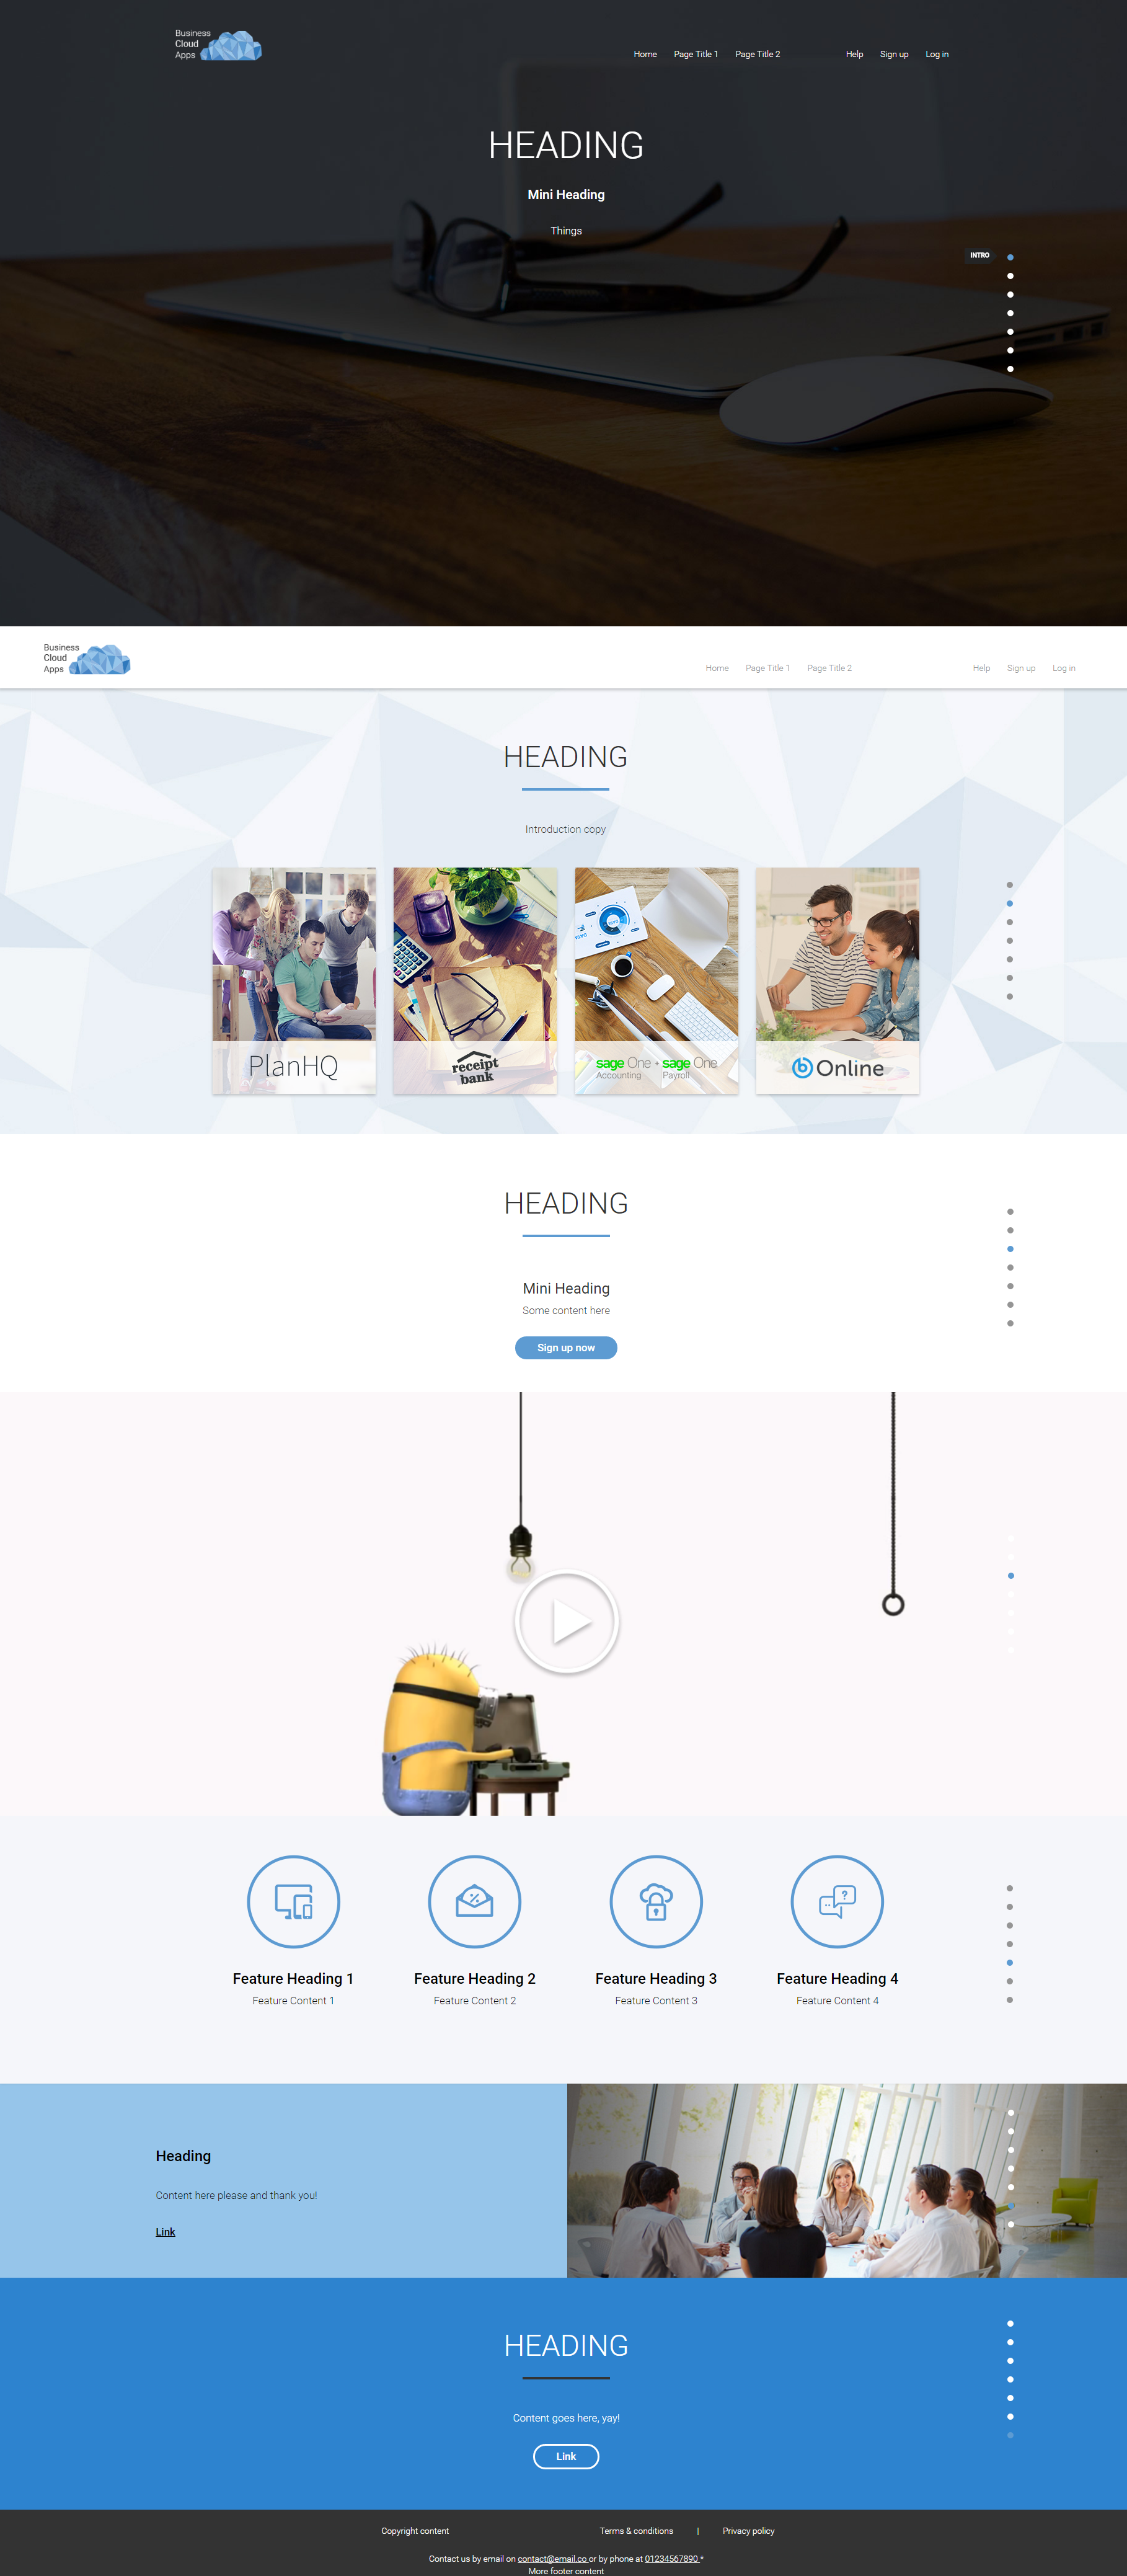 Business
Cloud
Apps
Home Page Title 1 Page Title 2 Help Sign up Log in
HEADING
Mini Heading
Things
INTRO
Business
Cloud
Apps
Home Page Title 1 Page Title 2 Help Sign up Log in
HEADING
Introduction copy
PlanHQ
receipt
bank
sage One + sage One
Accounting Payroll
b Online
HEADING
Mini Heading
Some content here
Sign up now
Feature Heading 1
Feature Content 1
Feature Heading 2
Feature Content 2
Feature Heading 3
Feature Content 3
Feature Heading 4
Feature Content 4
Heading
Content here please and thank you!
Link
HEADING
Content goes here, yay!
Link
Copyright content Terms & conditions | Privacy policy
Contact us by email on contact@email.co or by phone at 01234567890 *
More footer content